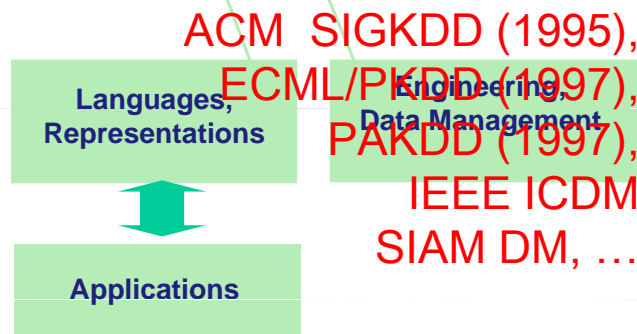 ACM SIGKDD (1995),
ECML/PKDD (1997),
PAKDD (1997),
IEEE ICDM
SIAM DM, …
Languages,
Representations
Engineering,
Data Management
Applications